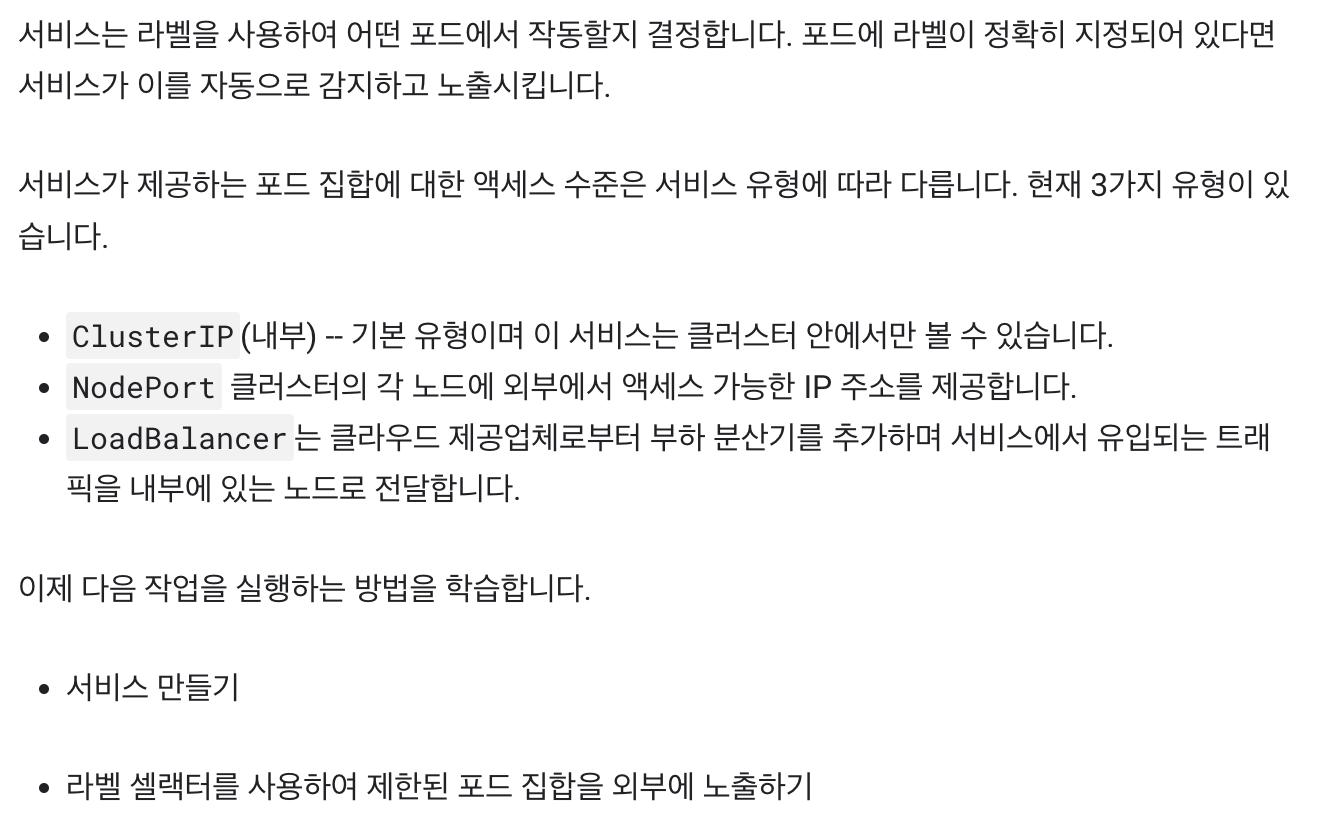 서비스는 라벨을 사용하여 어떤 포드에서 작동할지 결정합니다. 포드에 라벨이 정확히 지정되어 있다면
서비스가 이를 자동으로 감지하고 노출시킵니다.
서비스가 제공하는 포드 집합에 대한 액세스 수준은 서비스 유형에 따라 다릅니다. 현재 3가지 유형이 있
습니다.
• ClusterIP(내부) -- 기본 유형이며 이 서비스는 클러스터 안에서만 볼 수 있습니다.
• NodePort 클러스터의 각 노드에 외부에서 액세스 가능한 IP 주소를 제공합니다.
• LoadBalancer는 클라우드 제공업체로부터 부하 분산기를 추가하며 서비스에서 유입되는 트래
픽을 내부에 있는 노드로 전달합니다.
이제 다음 작업을 실행하는 방법을 학습합니다.
• 서비스 만들기
• 라벨 셀랙터를 사용하여 제한된 포드 집합을 외부에 노출하기